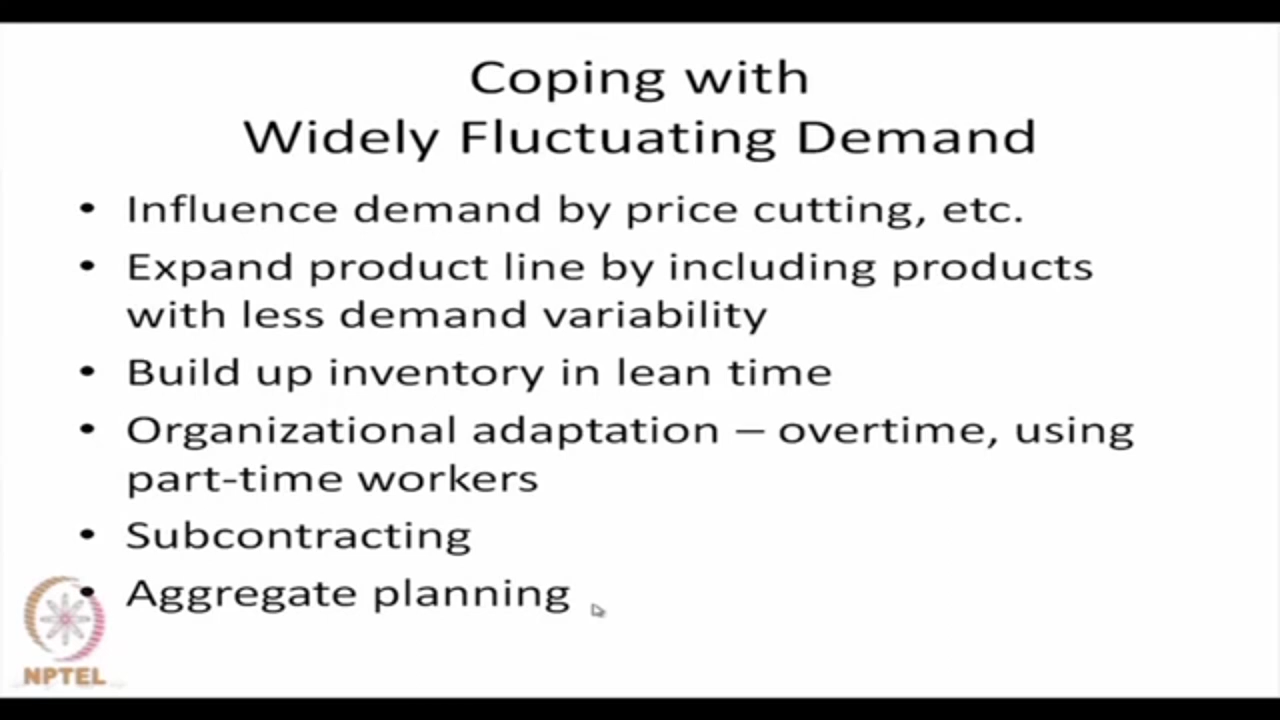 Coping with
Widely Fluctuating Demand
• Influence demand by price cutting, etc.
• Expand product line by including products
with less demand variability
• Build up inventory in lean time
• Organizational adaptation – overtime, using
part-time workers
• Subcontracting
• Aggregate planning
NPTEL